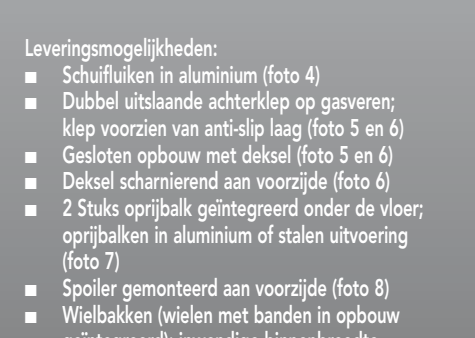 Leveringsmogelijkheden:
■ Schuifluiken in aluminium (foto 4)
■ Dubbel uitslaande achterklep op gasveren;
klep voorzien van anti-slip laag (foto 5 en 6)
■ Gesloten opbouw met deksel (foto 5 en 6)
■ Deksel scharnierend aan voorzijde (foto 6)
■ 2 Stuks oprijbalk geïntegreerd onder de vloer;
oprijbalken in aluminium of stalen uitvoering
(foto 7)
■ Spoiler gemonteerd aan voorzijde (foto 8)
■ Wielbakken (wielen met banden in opbouw